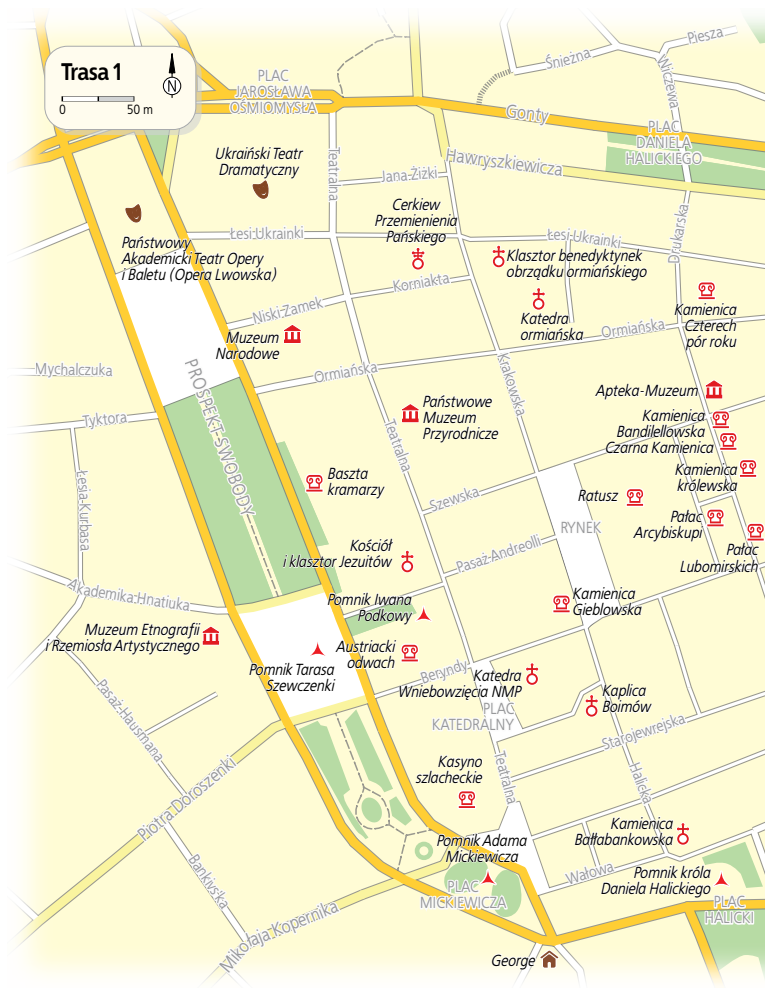 Trasa 1
N
0 50 m
PLAC
JAROSŁAWA
OŚMIOMYSŁA
Śnieżna
Piesza
Wiczewa
Gonty
PLAC
DANIELA
HALICKIEGO
Hawryszkiewicza
Ukraiński Teatr
Dramatyczny
Teatralna
Jana Żiżki
Cerkiew
Przemienienia
Pańskiego
Drukarska
Łesi Ukrainki
Łesi Ukrainki
Państwowy
Akademicki Teatr Opery
i Baletu (Opera Lwowska)
Klasztor benedyktynek
obrządku ormiańskiego
Korniakta
Katedra
ormiańska
Kamienica
Czterech
pór roku
Niski Zamek
Muzeum
Narodowe
Ormiańska
Ormiańska
Mychalczuka
PROSPEKT SWOBODY
Krakowska
Apteka-Muzeum
Państwowe
Muzeum
Przyrodnicze
Kamienica
Bandilellowska
Czarna Kamienica
Tyktora
Teatralna
Łesia Kurbasa
Baszta
kramarzy
Kamienica
królewska
Szewska
Ratusz
RYNEK
Pałac
Arcybiskupi
Pałac
Lubomirskich
Kościół
i klasztor Jezuitów
Pasaż Andreolli
Akademika Hnatiuka
Pomnik Iwana
Podkowy
Kamienica
Gieblowska
Muzeum Etnografii
i Rzemiosła Artystycznego
Austriacki
odwach
Pomnik Tarasa
Szewczenki
Beryndy
Katedra
Wniebowzięcia NMP
PLAC
KATEDRALNY
Kaplica
Boimów
Pasaż Hausmana
Starojewrejska
Piotra Doroszenki
Kasyno
szlacheckie
Teatralna
Halicka
Bankivska
Pomnik Adama
Mickiewicza
Kamienica
Bałłabankowska
Wałowa
Pomnik króla
Daniela Halickiego
PLAC
MICKIEWICZA
PLAC
HALICKI
Mikołaja Kopernika
George